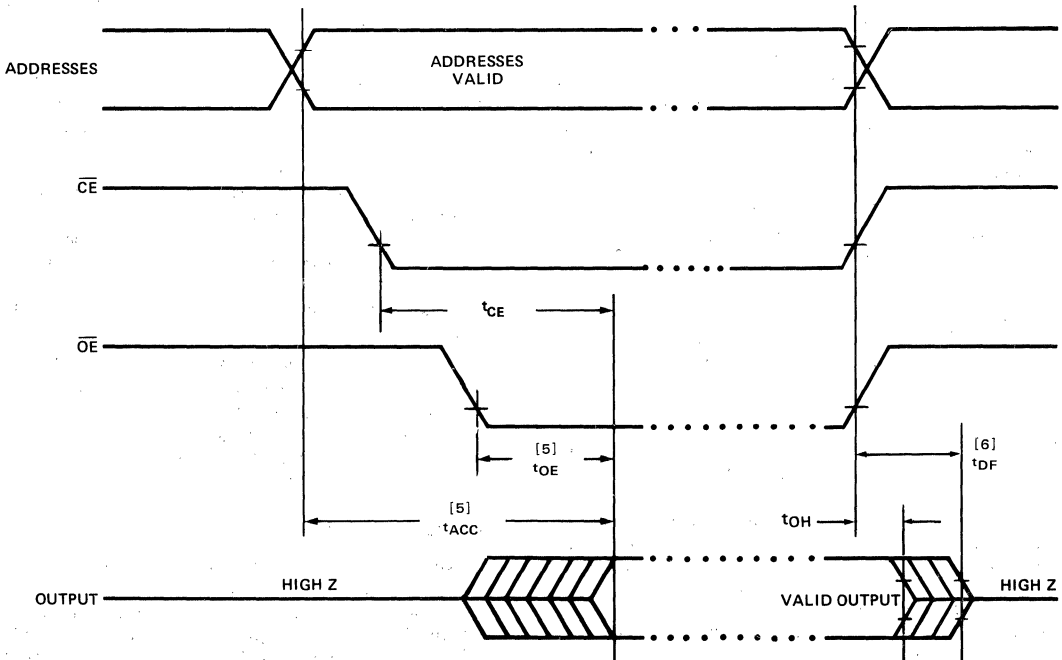 ADDRESSES
ADDRESSES
VALID
CE
tCE
OE
[5]
tOE
[6]
tDF
[5]
tACC
tOH
HIGH Z
OUTPUT
VALID OUTPUT
HIGH Z